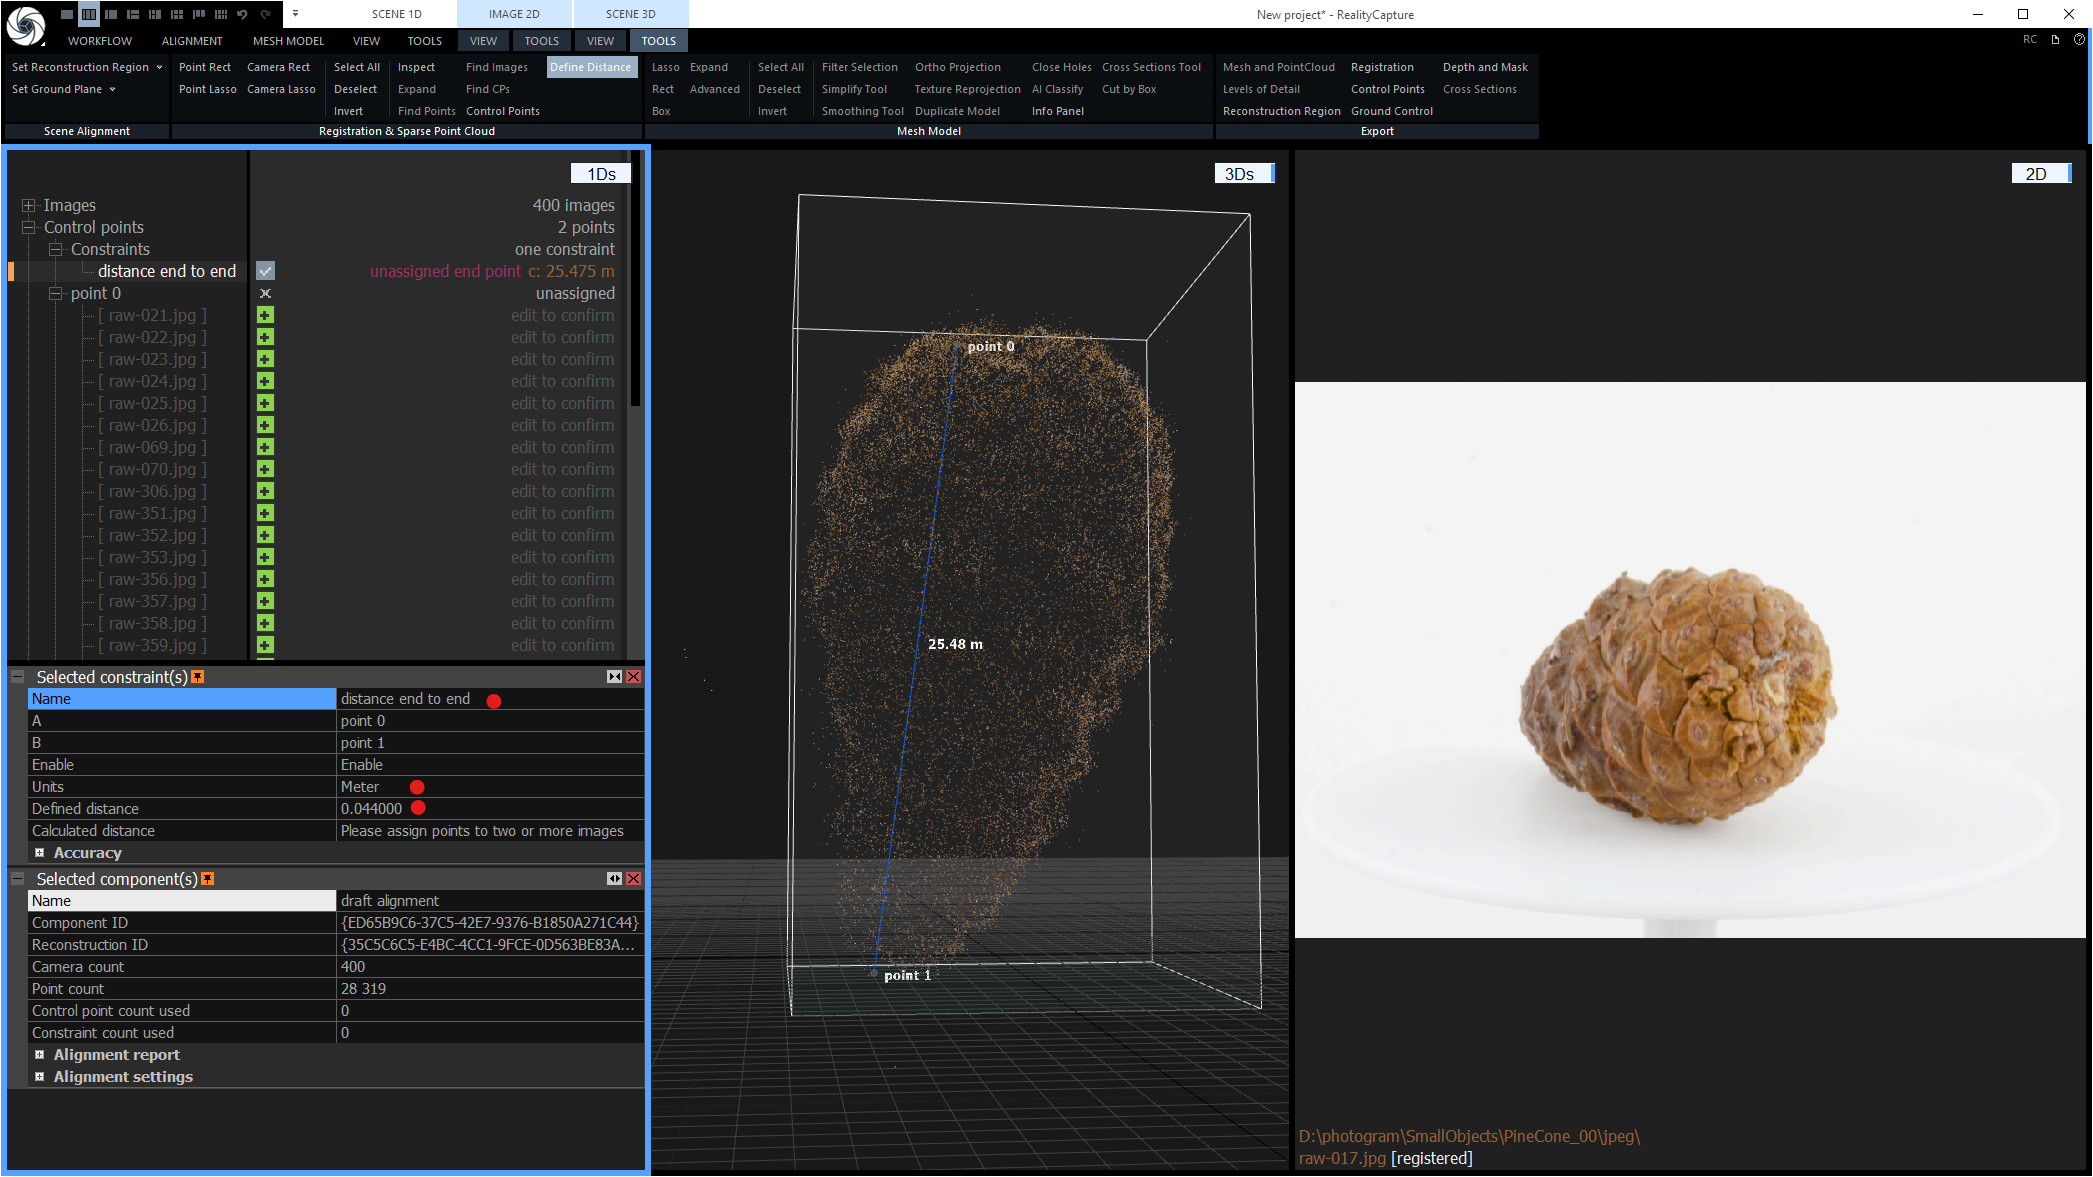 SCENE 1D IMAGE 2D SCENE 3D New project* - RealityCapture
WORKFLOW ALIGNMENT MESH MODEL VIEW TOOLS VIEW TOOLS VIEW TOOLS RC
Set Reconstruction Region Point Rect Camera Rect Select All Inspect Find Images Define Distance Lasso Expand Select All Filter Selection Ortho Projection Close Holes Cross Sections Tool Mesh and PointCloud Registration Depth and Mask
Set Ground Plane Point Lasso Camera Lasso Deselect Expand Find CPs Rect Advanced Deselect Simplify Tool Texture Reprojection AI Classify Cut by Box Levels of Detail Control Points Cross Sections
Invert Find Points Control Points Box Invert Smoothing Tool Duplicate Model Info Panel Reconstruction Region Ground Control
Scene Alignment Registration & Sparse Point Cloud Mesh Model Export
1Ds
Images 400 images
Control points 2 points
Constraints one constraint
distance end to end unassigned end point c: 25.475 m
point 0 unassigned
[ raw-021.jpg ] edit to confirm
[ raw-022.jpg ] edit to confirm
[ raw-023.jpg ] edit to confirm
[ raw-024.jpg ] edit to confirm
[ raw-025.jpg ] edit to confirm
[ raw-026.jpg ] edit to confirm
[ raw-069.jpg ] edit to confirm
[ raw-070.jpg ] edit to confirm
[ raw-306.jpg ] edit to confirm
[ raw-351.jpg ] edit to confirm
[ raw-352.jpg ] edit to confirm
[ raw-353.jpg ] edit to confirm
[ raw-356.jpg ] edit to confirm
[ raw-357.jpg ] edit to confirm
[ raw-358.jpg ] edit to confirm
[ raw-359.jpg ] edit to confirm
Selected constraint(s)
Name distance end to end
A point 0
B point 1
Enable Enable
Units Meter
Defined distance 0.044000
Calculated distance Please assign points to two or more images
Accuracy
Selected component(s)
Name draft alignment
Component ID {ED65B9C6-37C5-42E7-9376-B1850A271C44}
Reconstruction ID {35C5C6C5-E4BC-4CC1-9FCE-0D563BE83A...
Camera count 400
Point count 28 319
Control point count used 0
Constraint count used 0
Alignment report
Alignment settings
3Ds
point 0
25.48 m
point 1
2D
D:\photogram\SmallObjects\PineCone_00\jpeg\
raw-017.jpg [registered]